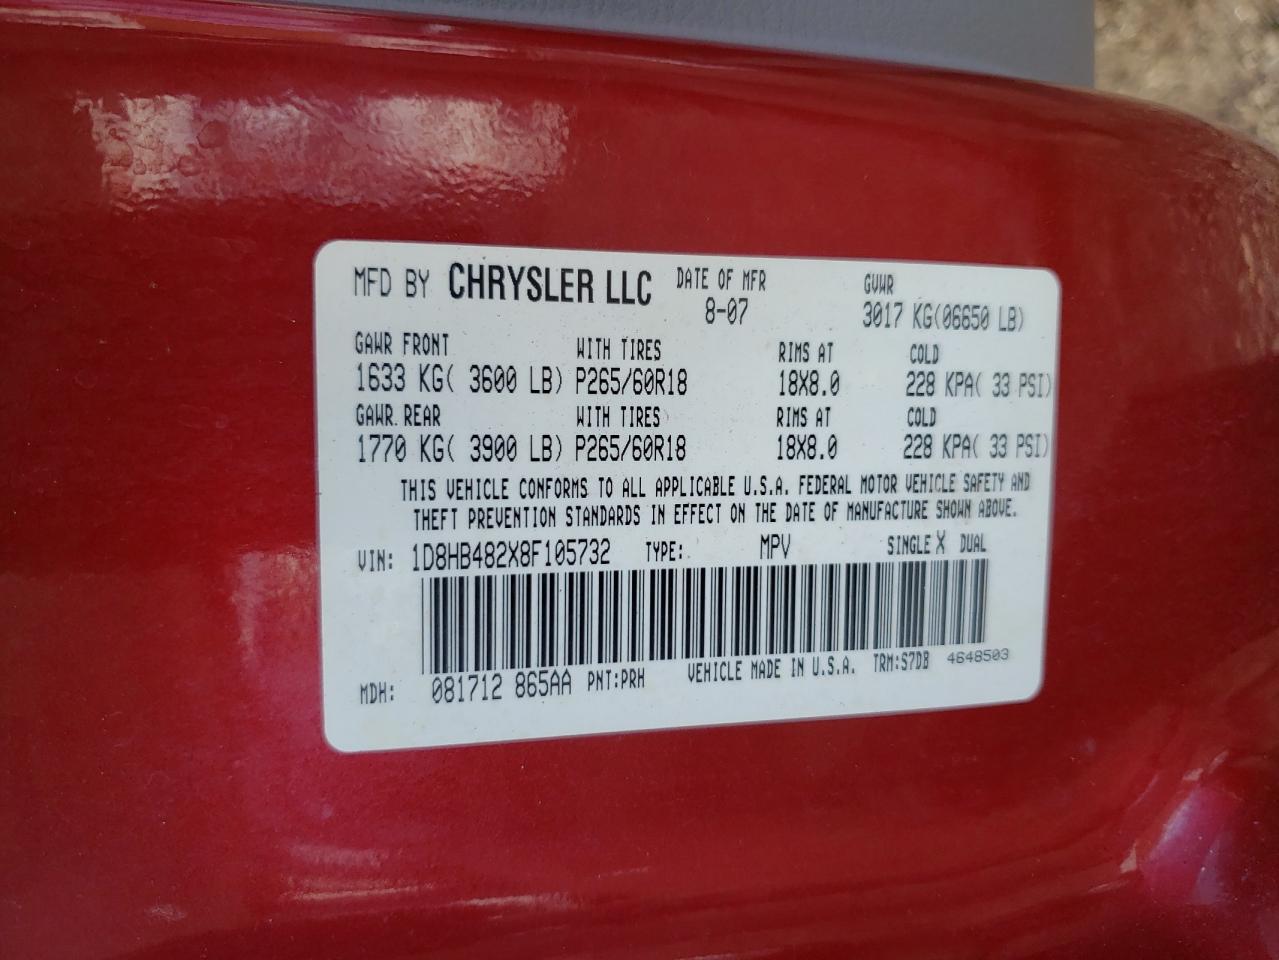 MFD BY CHRYSLER LLC DATE OF MFR GVWR
8-07 3017 KG(06650 LB)
GAWR FRONT WITH TIRES RIMS AT COLD
1633 KG( 3600 LB) P265/60R18 18X8.0 228 KPA( 33 PSI)
GAWR REAR WITH TIRES RIMS AT COLD
1770 KG( 3900 LB) P265/60R18 18X8.0 228 KPA( 33 PSI)
THIS VEHICLE CONFORMS TO ALL APPLICABLE U.S.A. FEDERAL MOTOR VEHICLE SAFETY AND
THEFT PREVENTION STANDARDS IN EFFECT ON THE DATE OF MANUFACTURE SHOWN ABOVE.
VIN: 1D8HB482X8F105732 TYPE: MPV SINGLE X DUAL
MDH: 081712 865AA PNT:PRH VEHICLE MADE IN U.S.A. TRM:S7DB 4648503